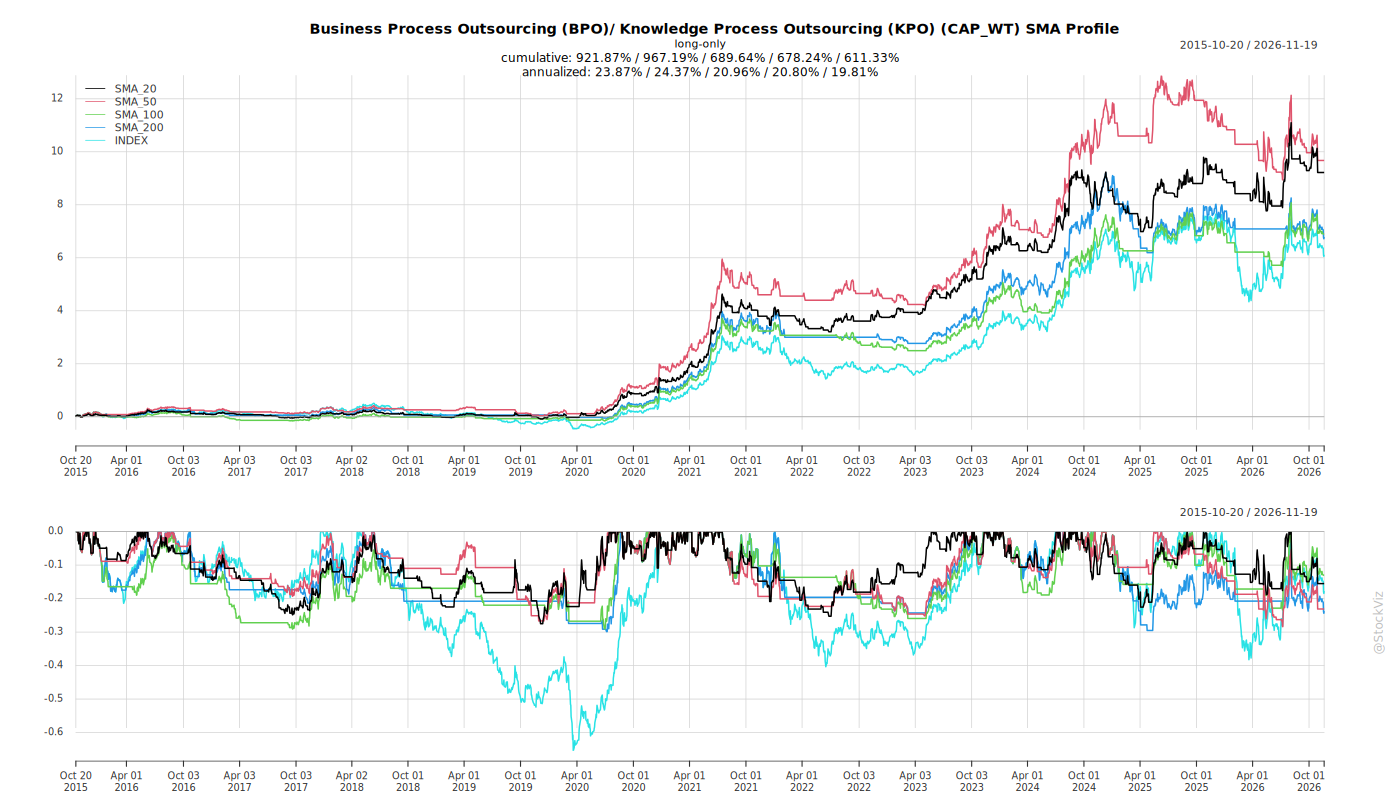 Business Process Outsourcing (BPO)/ Knowledge Process Outsourcing (KPO) (CAP_WT) SMA Profile
long-only
2015-10-20 / 2026-11-19
cumulative: 921.87% / 967.19% / 689.64% / 678.24% / 611.33%
annualized: 23.87% / 24.37% / 20.96% / 20.80% / 19.81%
SMA_20
SMA_50
SMA_100
SMA_200
INDEX
12
10
8
6
4
2
0
Oct 20 Apr 01 Oct 03 Apr 03 Oct 03 Apr 02 Oct 01 Apr 01 Oct 01 Apr 01 Oct 01 Apr 01 Oct 01 Apr 01 Oct 03 Apr 03 Oct 03 Apr 01 Oct 01 Apr 01 Oct 01 Apr 01 Oct 01
2015 2016 2016 2017 2017 2018 2018 2019 2019 2020 2020 2021 2021 2022 2022 2023 2023 2024 2024 2025 2025 2026 2026
2015-10-20 / 2026-11-19
0.0
-0.1
-0.2
-0.3
-0.4
-0.5
-0.6
Oct 20 Apr 01 Oct 03 Apr 03 Oct 03 Apr 02 Oct 01 Apr 01 Oct 01 Apr 01 Oct 01 Apr 01 Oct 01 Apr 01 Oct 03 Apr 03 Oct 03 Apr 01 Oct 01 Apr 01 Oct 01 Apr 01 Oct 01
2015 2016 2016 2017 2017 2018 2018 2019 2019 2020 2020 2021 2021 2022 2022 2023 2023 2024 2024 2025 2025 2026 2026
@StockViz